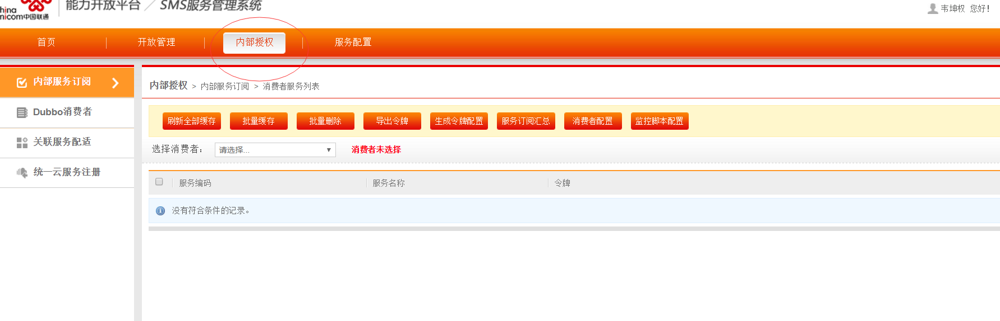 能力开放平台 / SMS服务管理系统
hina
nicom中国联通
韦坤权 您好!
首页 开放管理 内部授权 服务配置
内部服务订阅
Dubbo消费者
关联服务配适
统一云服务注册
内部授权 > 内部服务订阅 > 消费者服务列表
刷新全部缓存 批量缓存 批量删除 导出令牌 生成令牌配置 服务订阅汇总 消费者配置 监控脚本配置
选择消费者： 请选择... 消费者未选择
服务编码 服务名称 令牌
没有符合条件的记录。